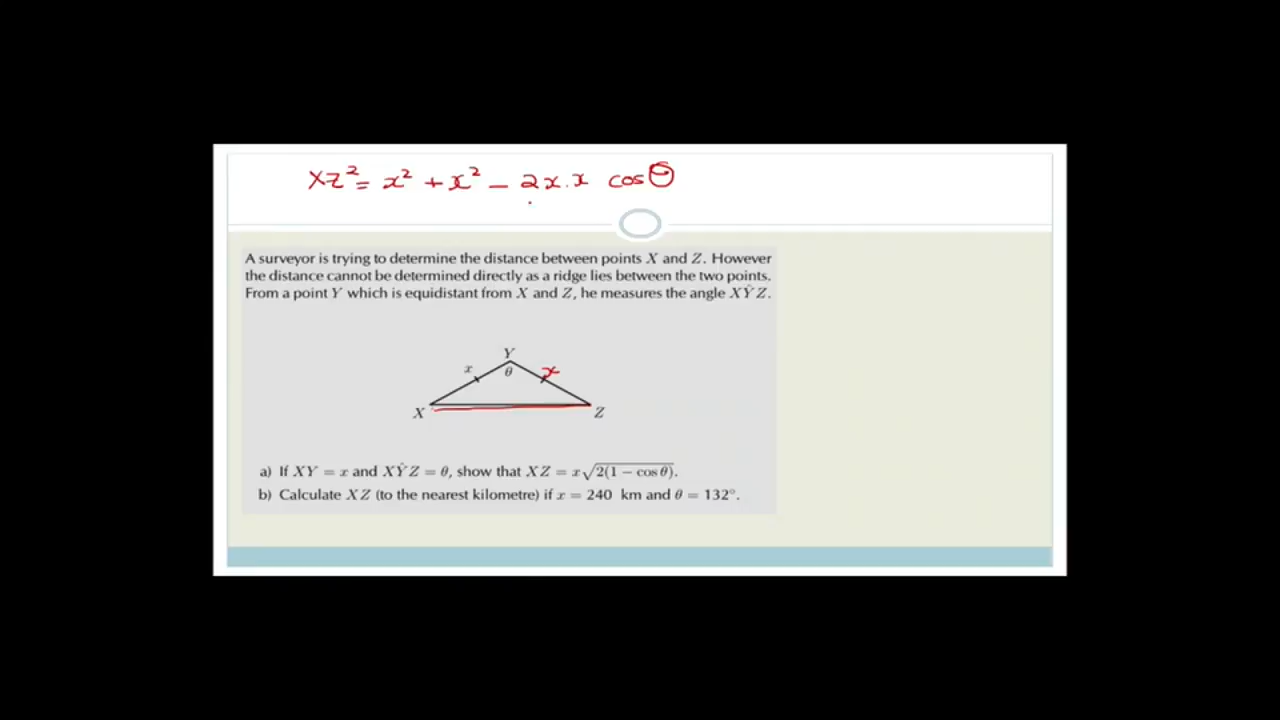 XZ² = x² + x² - 2x.x cosθ
A surveyor is trying to determine the distance between points X and Z. However
the distance cannot be determined directly as a ridge lies between the two points.
From a point Y which is equidistant from X and Z, he measures the angle XŶZ.
Y
x θ x
X Z
a) If XY = x and XŶZ = θ, show that XZ = x√2(1 − cos θ).
b) Calculate XZ (to the nearest kilometre) if x = 240 km and θ = 132°.